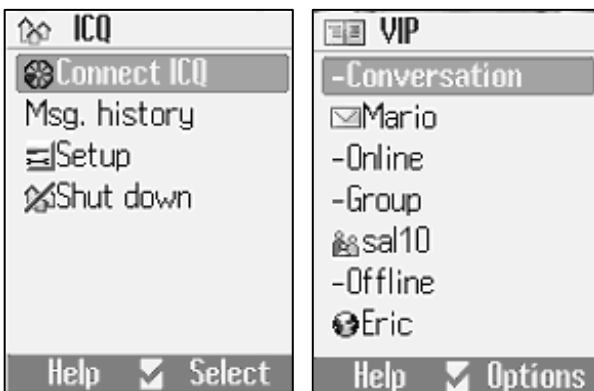 ICQ
Connect ICQ
Msg. history
Setup
Shut down
Help Select
VIP
-Conversation
Mario
-Online
-Group
sal10
-Offline
Eric
Help Options